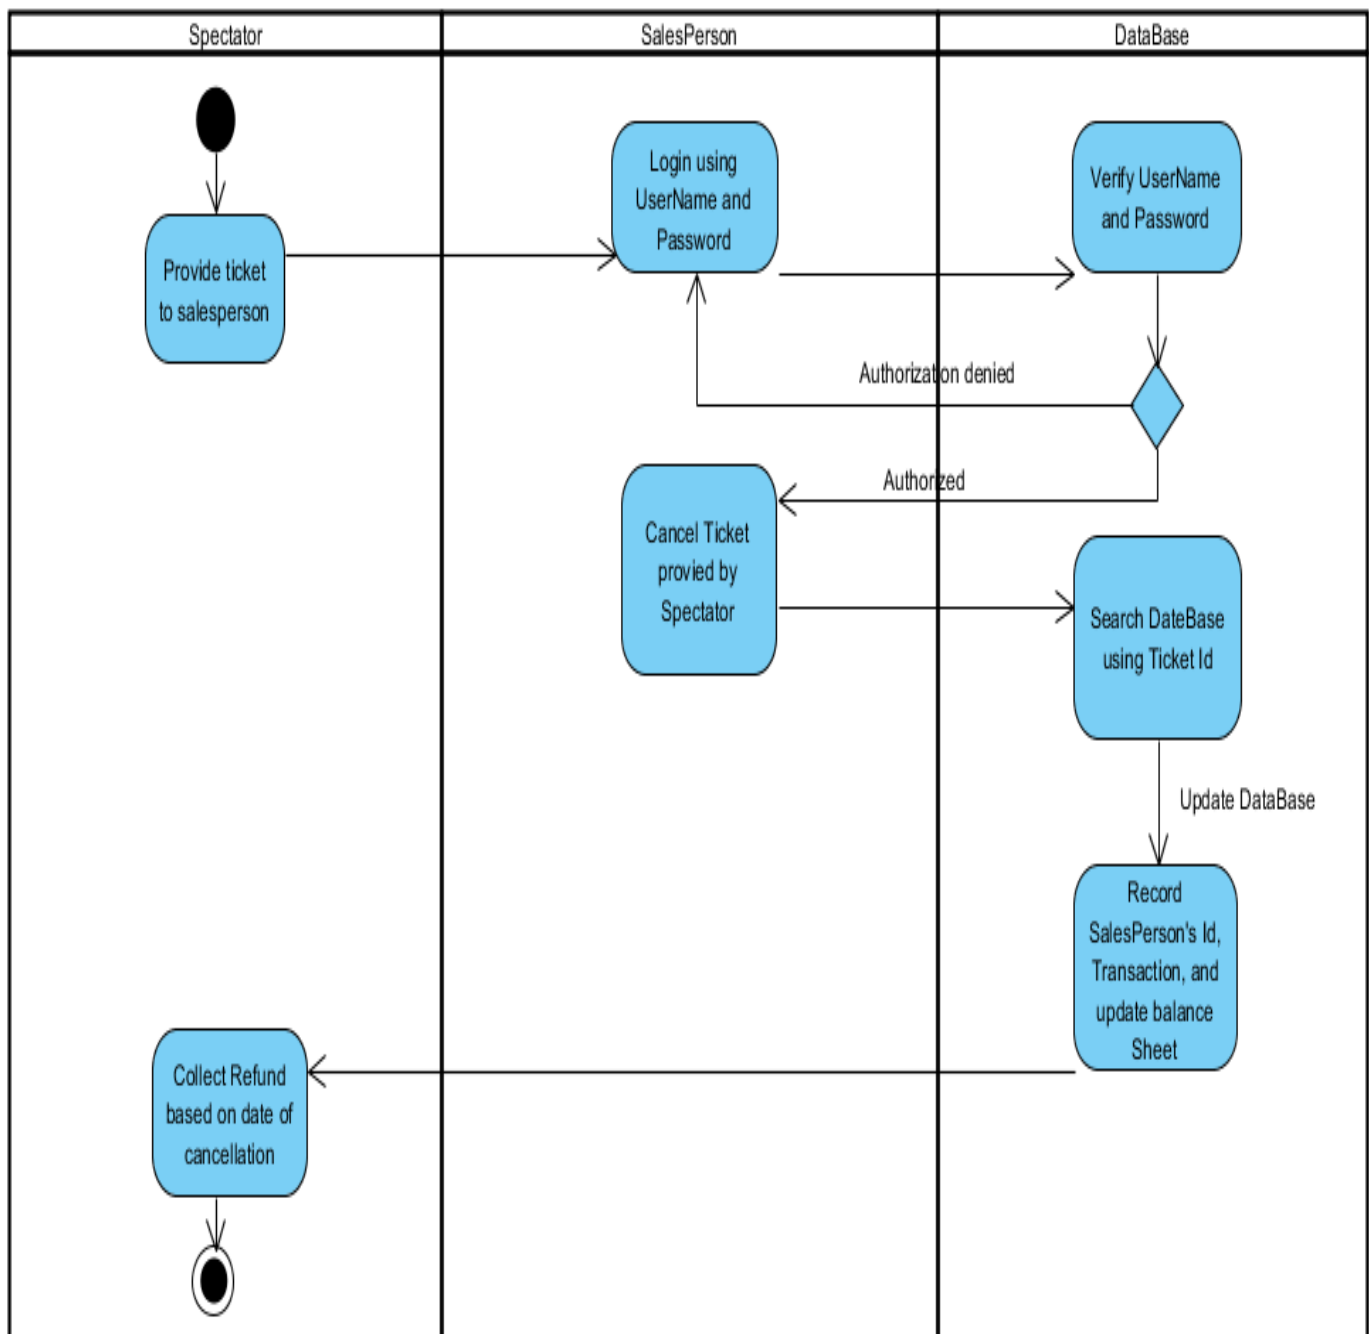 Spectator
SalesPerson
DataBase
Provide ticket
to salesperson
Login using
UserName and
Password
Verify UserName
and Password
Authorization denied
Authorized
Cancel Ticket
provied by
Spectator
Search DateBase
using Ticket Id
Update DataBase
Record
SalesPerson's Id,
Transaction, and
update balance
Sheet
Collect Refund
based on date of
cancellation